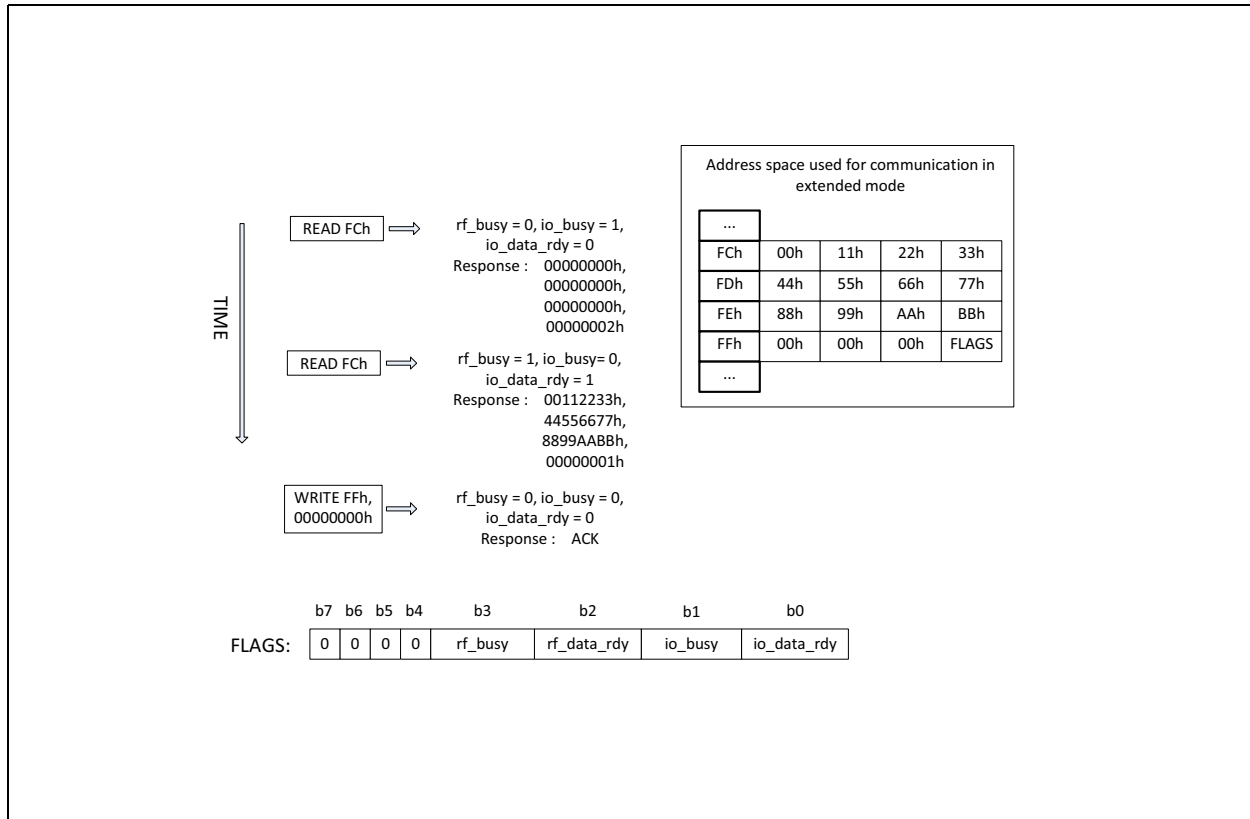 Address space used for communication in
extended mode
...
FCh 00h 11h 22h 33h
FDh 44h 55h 66h 77h
FEh 88h 99h AAh BBh
FFh 00h 00h 00h FLAGS
...
TIME
READ FCh
rf_busy = 0, io_busy = 1,
io_data_rdy = 0
Response : 00000000h,
00000000h,
00000000h,
00000002h
READ FCh
rf_busy = 1, io_busy= 0,
io_data_rdy = 1
Response : 00112233h,
44556677h,
8899AABBh,
00000001h
WRITE FFh,
00000000h
rf_busy = 0, io_busy = 0,
io_data_rdy = 0
Response : ACK
b7 b6 b5 b4 b3 b2 b1 b0
FLAGS: 0 0 0 0 rf_busy rf_data_rdy io_busy io_data_rdy